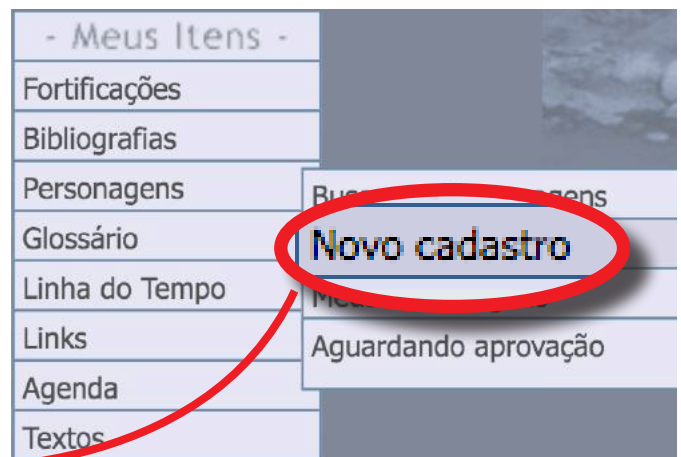 - Meus Itens -
Fortificações
Bibliografias
Personagens
Glossário
Linha do Tempo
Links
Agenda
Textos
Novo cadastro
Aguardando aprovação